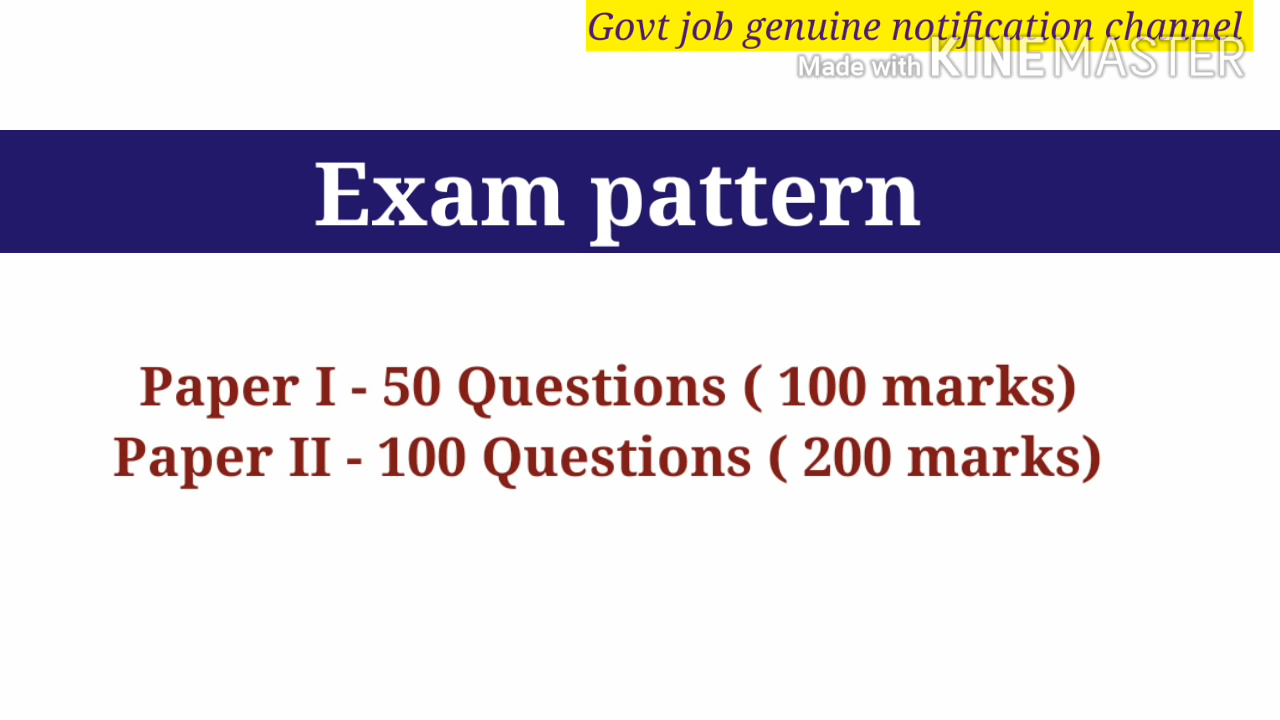 Govt job genuine notification channel
Made with KINEMASTER
Exam pattern
Paper I - 50 Questions ( 100 marks)
Paper II - 100 Questions ( 200 marks)